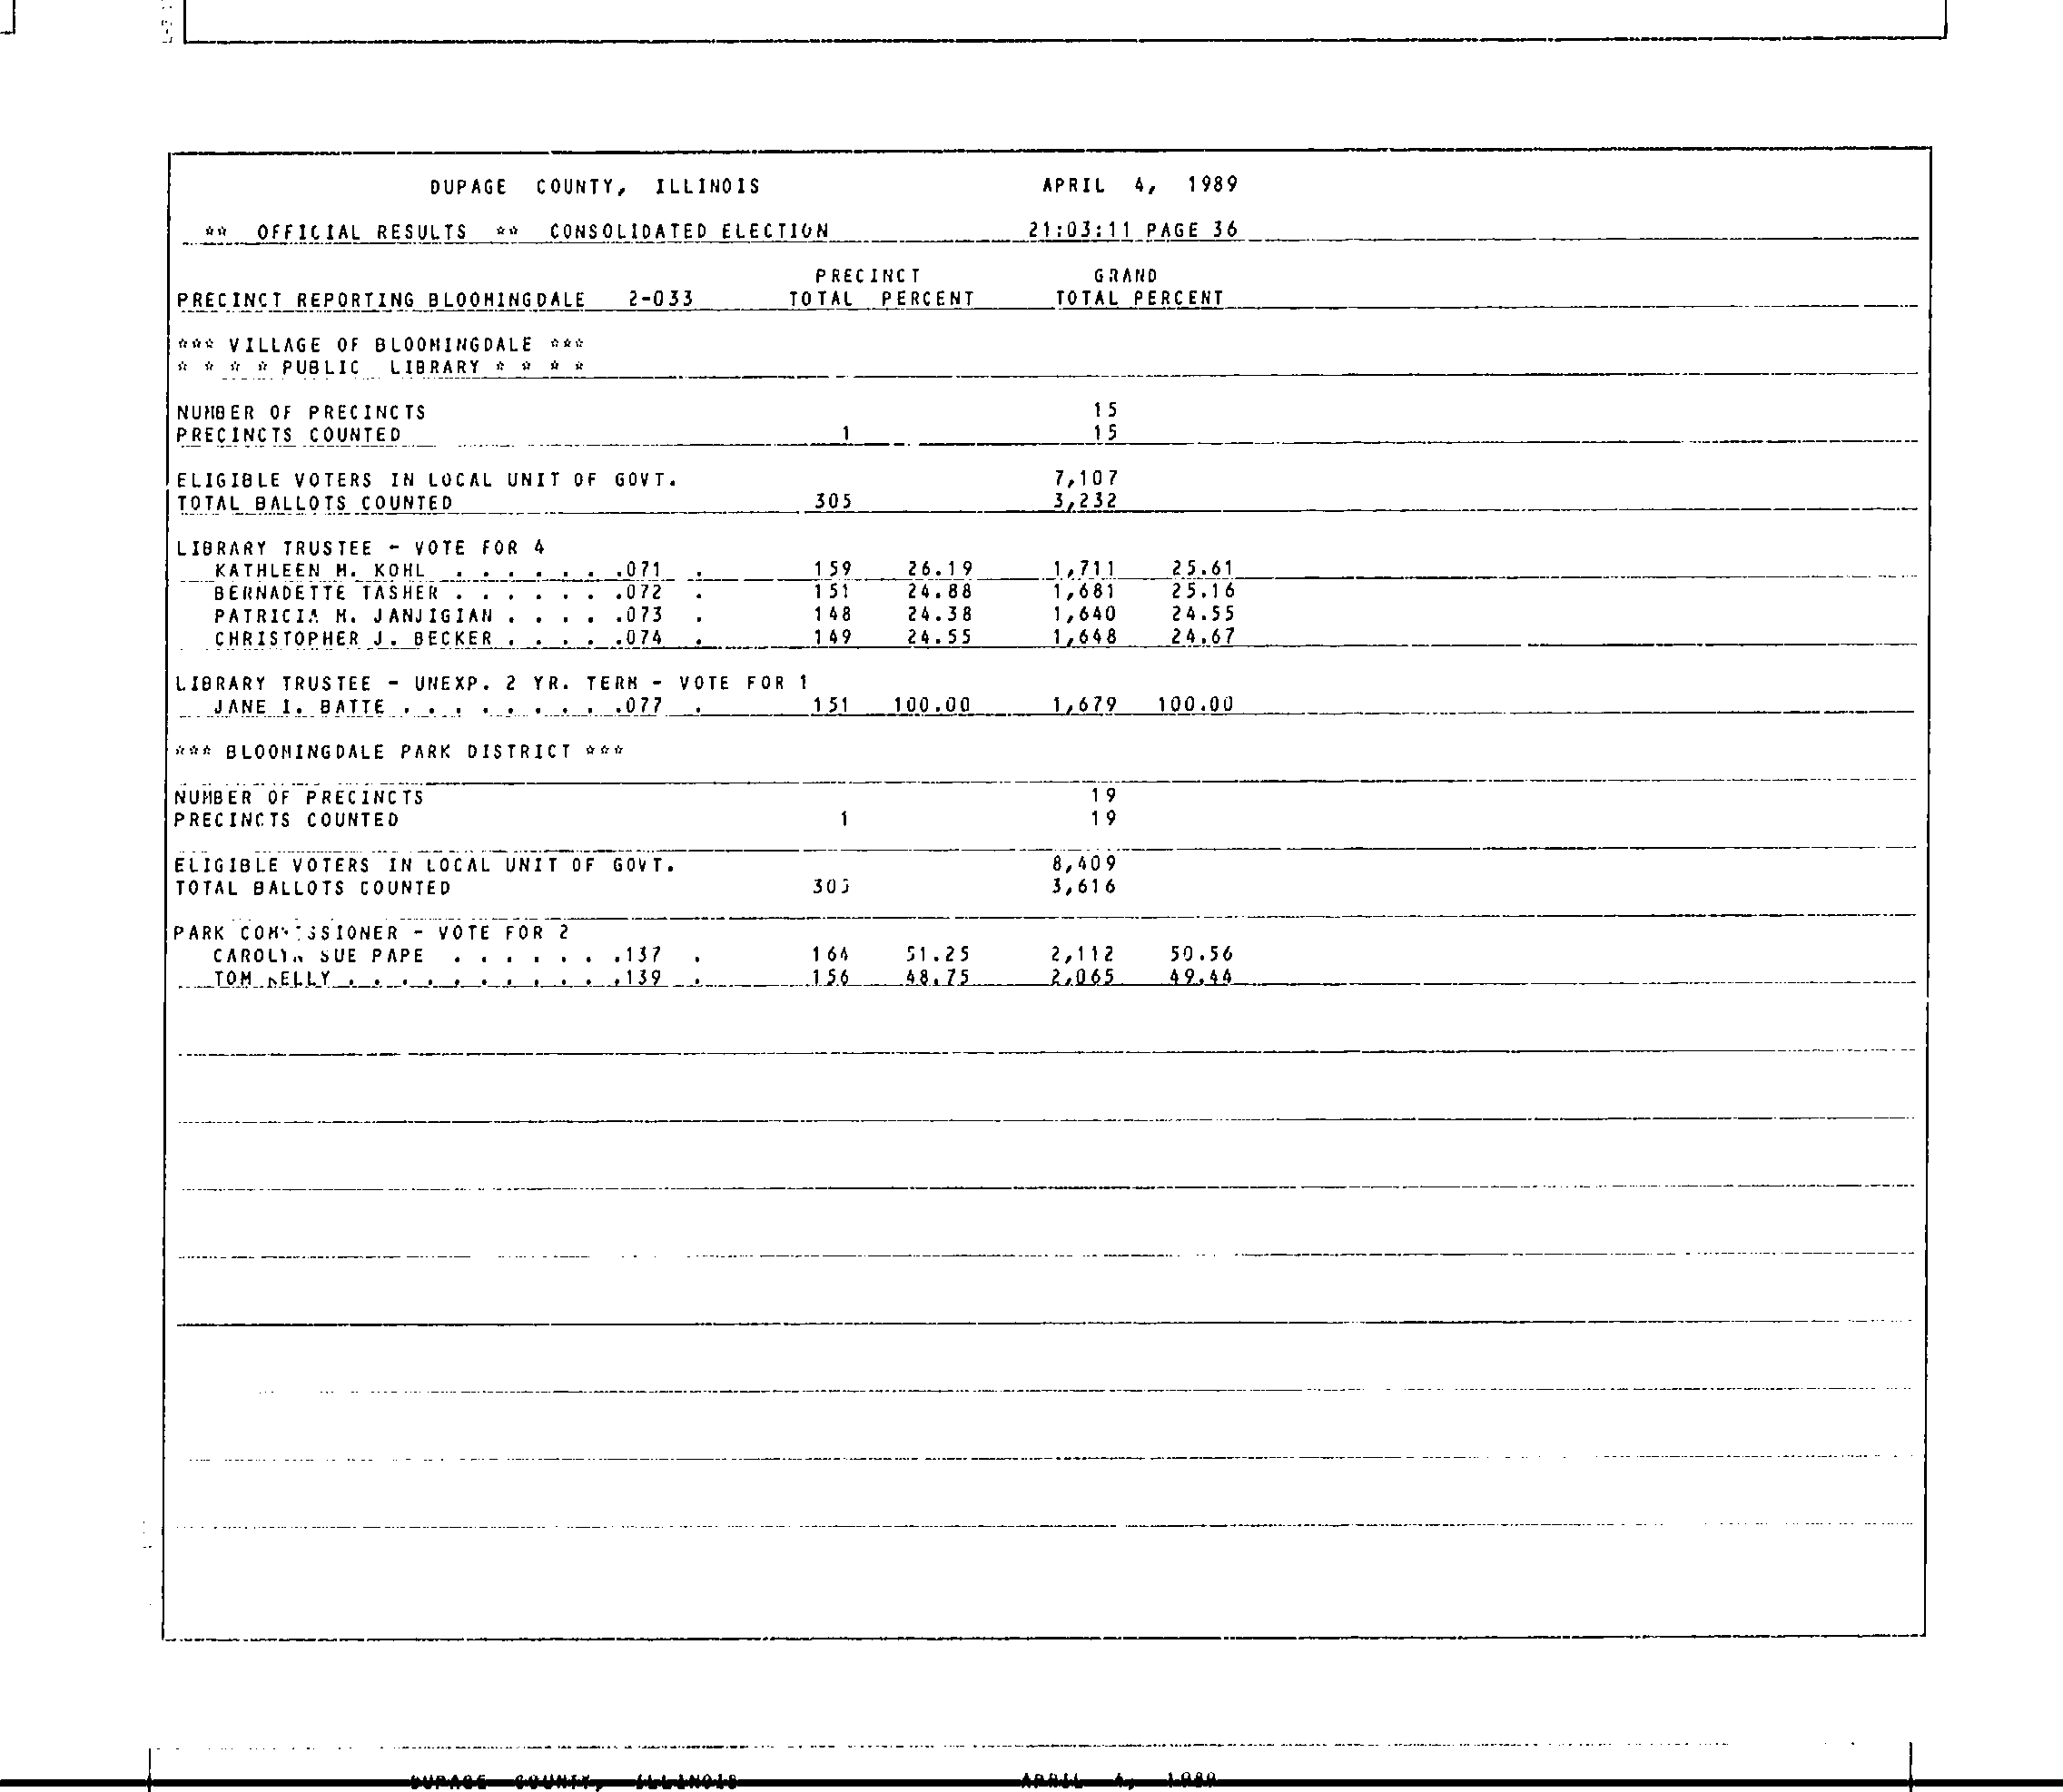 DUPAGE COUNTY, ILLINOIS APRIL 4, 1989
** OFFICIAL RESULTS ** CONSOLIDATED ELECTION 21:03:11 PAGE 36
PRECINCT GRAND
PRECINCT REPORTING BLOOMINGDALE 2-033 TOTAL PERCENT TOTAL PERCENT
*** VILLAGE OF BLOOMINGDALE ***
* * * * PUBLIC LIBRARY * * * *
NUMBER OF PRECINCTS 15
PRECINCTS COUNTED 1 15
ELIGIBLE VOTERS IN LOCAL UNIT OF GOVT. 7,107
TOTAL BALLOTS COUNTED 305 3,232
LIBRARY TRUSTEE - VOTE FOR 4
KATHLEEN M. KOHL . . . . . . .071 . 159 26.19 1,711 25.61
BERNADETTE TASHER . . . . . . .072 . 151 24.88 1,681 25.16
PATRICIA M. JANJIGIAN . . . . .073 . 148 24.38 1,640 24.55
CHRISTOPHER J. BECKER . . . . .074 . 149 24.55 1,648 24.67
LIBRARY TRUSTEE - UNEXP. 2 YR. TERM - VOTE FOR 1
JANE I. BATTE . . . . . . . . .077 . 151 100.00 1,679 100.00
*** BLOOMINGDALE PARK DISTRICT ***
NUMBER OF PRECINCTS 19
PRECINCTS COUNTED 1 19
ELIGIBLE VOTERS IN LOCAL UNIT OF GOVT. 8,409
TOTAL BALLOTS COUNTED 305 3,616
PARK COMMISSIONER - VOTE FOR 2
CAROLYN SUE PAPE . . . . . . .137 . 164 51.25 2,112 50.56
TOM KELLY . . . . . . . . . . .139 . 156 48.75 2,065 49.44
DUPAGE COUNTY, ILLINOIS APRIL 4, 1989